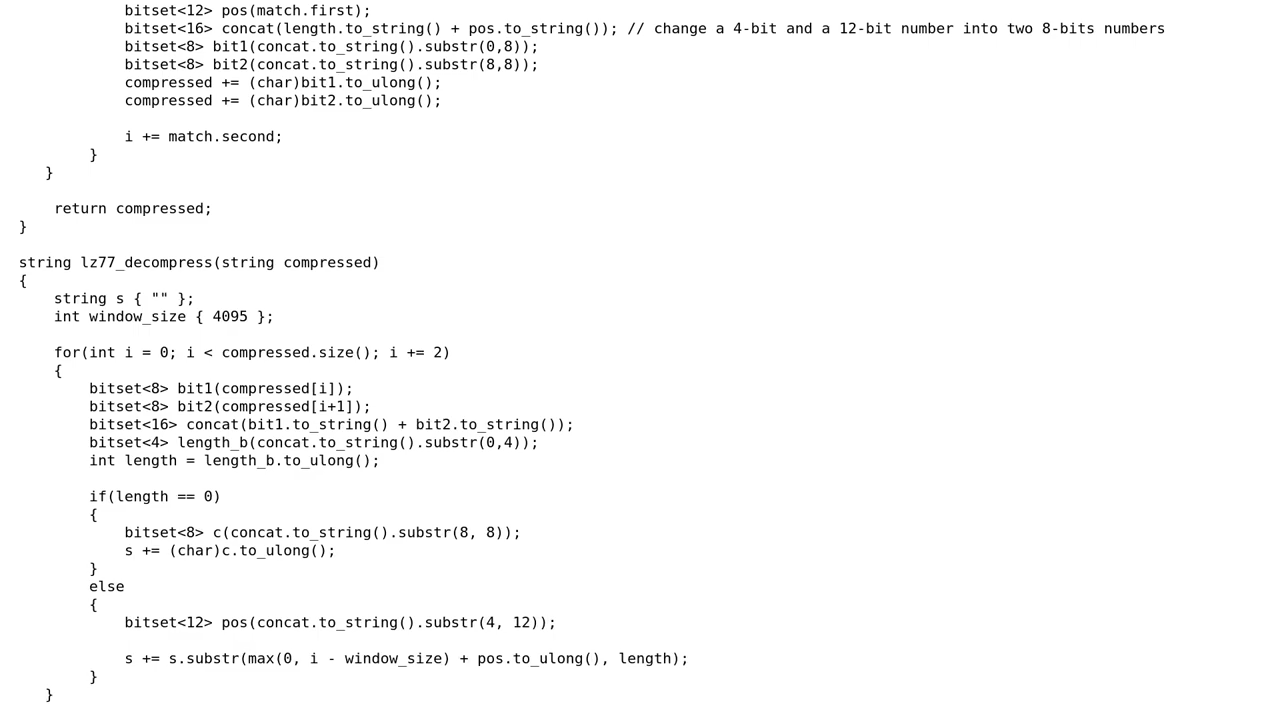 bitset<12> pos(match.first);
bitset<16> concat(length.to_string() + pos.to_string()); // change a 4-bit and a 12-bit number into two 8-bits numbers
bitset<8> bit1(concat.to_string().substr(0,8));
bitset<8> bit2(concat.to_string().substr(8,8));
compressed += (char)bit1.to_ulong();
compressed += (char)bit2.to_ulong();
i += match.second;
}
}
return compressed;
}
string lz77_decompress(string compressed)
{
string s { "" };
int window_size { 4095 };
for(int i = 0; i < compressed.size(); i += 2)
{
bitset<8> bit1(compressed[i]);
bitset<8> bit2(compressed[i+1]);
bitset<16> concat(bit1.to_string() + bit2.to_string());
bitset<4> length_b(concat.to_string().substr(0,4));
int length = length_b.to_ulong();
if(length == 0)
{
bitset<8> c(concat.to_string().substr(8, 8));
s += (char)c.to_ulong();
}
else
{
bitset<12> pos(concat.to_string().substr(4, 12));
s += s.substr(max(0, i - window_size) + pos.to_ulong(), length);
}
}